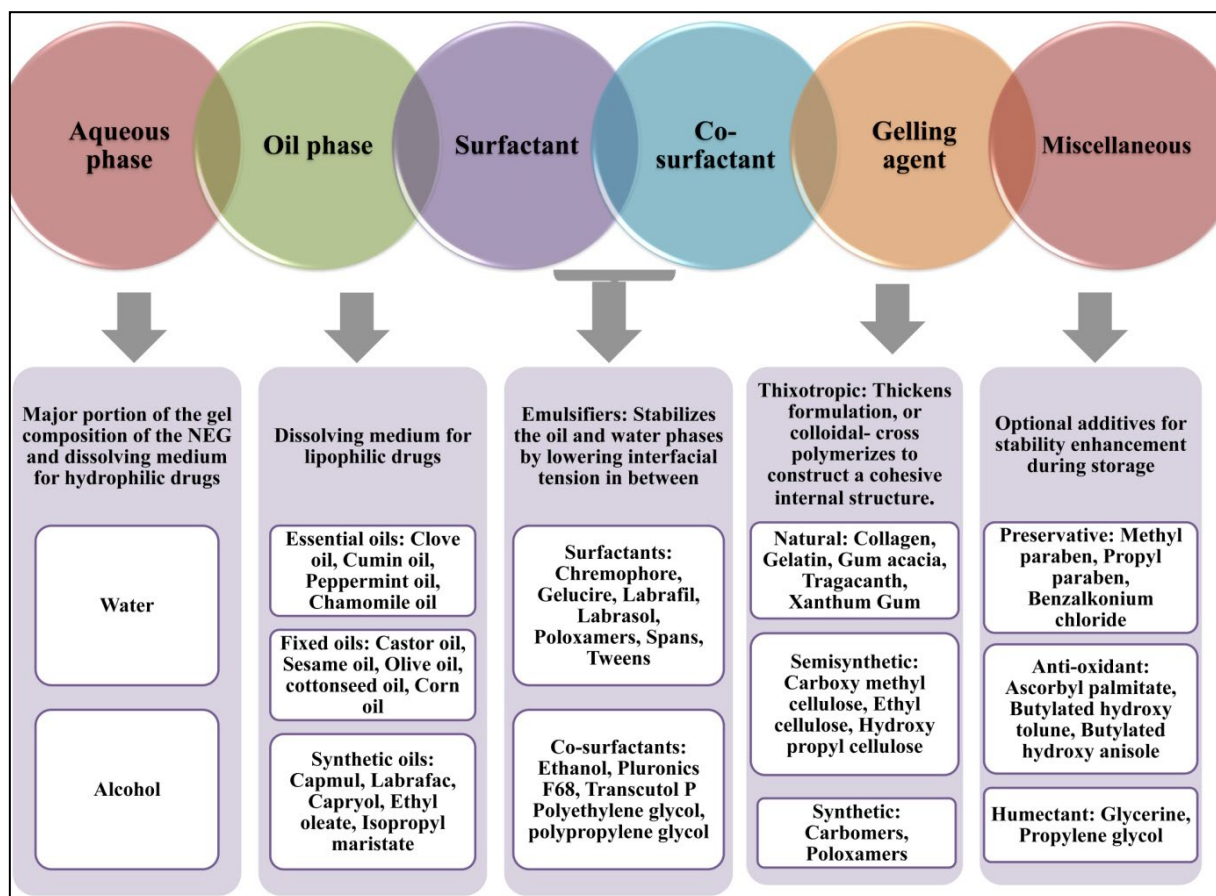 Aqueous
phase
Oil phase
Surfactant
Co-
surfactant
Gelling
agent
Miscellaneous
Major portion of the gel
composition of the NEG
and dissolving medium
for hydrophilic drugs
Water
Alcohol
Dissolving medium for
lipophilic drugs
Essential oils: Clove
oil, Cumin oil,
Peppermint oil,
Chamomile oil
Fixed oils: Castor oil,
Sesame oil, Olive oil,
cottonseed oil, Corn
oil
Synthetic oils:
Capmul, Labrafac,
Capryol, Ethyl
oleate, Isopropyl
maristate
Emulsifiers: Stabilizes
the oil and water phases
by lowering interfacial
tension in between
Surfactants:
Chremophore,
Gelucire, Labrafil,
Labrasol,
Poloxamers, Spans,
Tweens
Co-surfactants:
Ethanol, Pluronics
F68, Transcutol P
Polyethylene glycol,
polypropylene glycol
Thixotropic: Thickens
formulation, or
colloidal- cross
polymerizes to
construct a cohesive
internal structure.
Natural: Collagen,
Gelatin, Gum acacia,
Tragacanth,
Xanthum Gum
Semisynthetic:
Carboxy methyl
cellulose, Ethyl
cellulose, Hydroxy
propyl cellulose
Synthetic:
Carbomers,
Poloxamers
Optional additives for
stability enhancement
during storage
Preservative: Methyl
paraben, Propyl
paraben,
Benzalkonium
chloride
Anti-oxidant:
Ascorbyl palmitate,
Butylated hydroxy
tolune, Butylated
hydroxy anisole
Humectant: Glycerine,
Propylene glycol